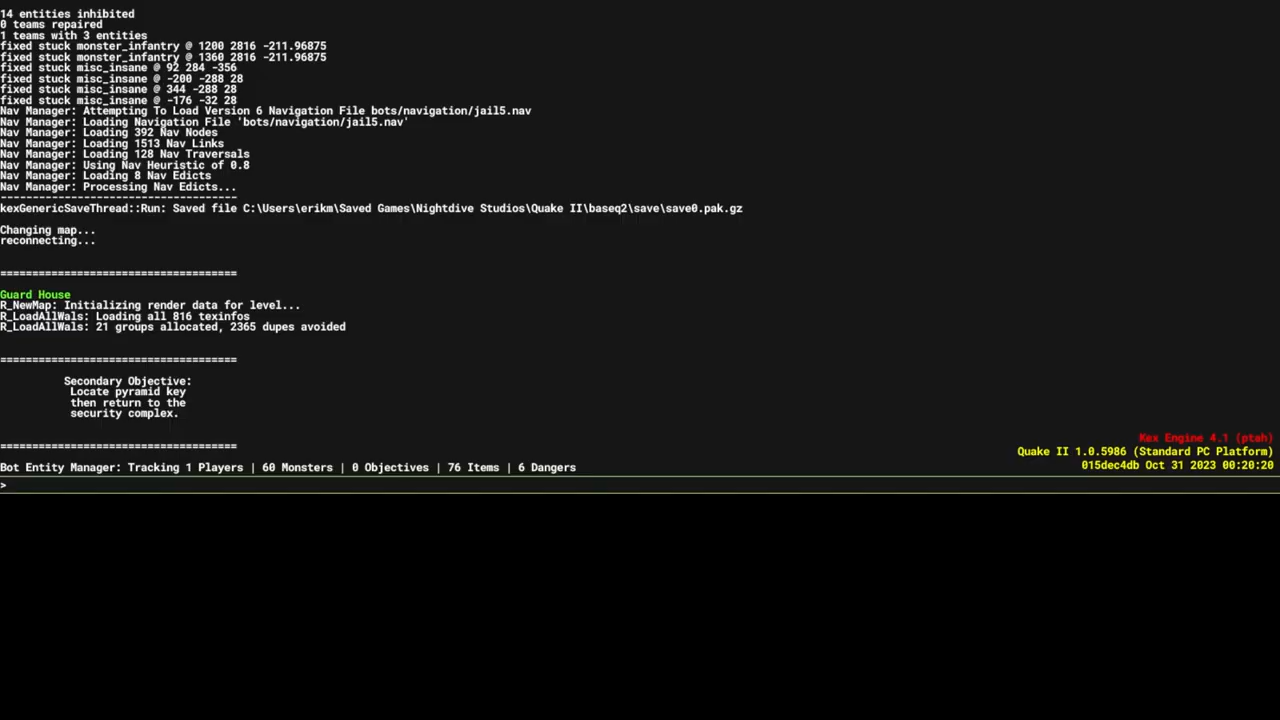 14 entities inhibited
0 teams repaired
1 teams with 3 entities
fixed stuck monster_infantry @ 1200 2816 -211.96875
fixed stuck monster_infantry @ 1360 2816 -211.96875
fixed stuck misc_insane @ 92 284 -356
fixed stuck misc_insane @ -200 -288 28
fixed stuck misc_insane @ 344 -288 28
fixed stuck misc_insane @ -176 -32 28
Nav Manager: Attempting To Load Version 6 Navigation File bots/navigation/jail5.nav
Nav Manager: Loading Navigation File 'bots/navigation/jail5.nav'
Nav Manager: Loading 392 Nav Nodes
Nav Manager: Loading 1513 Nav Links
Nav Manager: Loading 128 Nav Traversals
Nav Manager: Using Nav Heuristic of 0.8
Nav Manager: Loading 8 Nav Edicts
Nav Manager: Processing Nav Edicts...
-------------------------------------
kexGenericSaveThread::Run: Saved file C:\Users\erikm\Saved Games\Nightdive Studios\Quake II\baseq2\save\save0.pak.gz
Changing map...
reconnecting...
=====================================
Guard House
R_NewMap: Initializing render data for level...
R_LoadAllWals: Loading all 816 texinfos
R_LoadAllWals: 21 groups allocated, 2365 dupes avoided
=====================================
Secondary Objective:
Locate pyramid key
then return to the
security complex.
=====================================
Kex Engine 4.1 (ptah)
Quake II 1.0.5986 (Standard PC Platform)
015dec4db Oct 31 2023 00:20:20
Bot Entity Manager: Tracking 1 Players | 60 Monsters | 0 Objectives | 76 Items | 6 Dangers
>